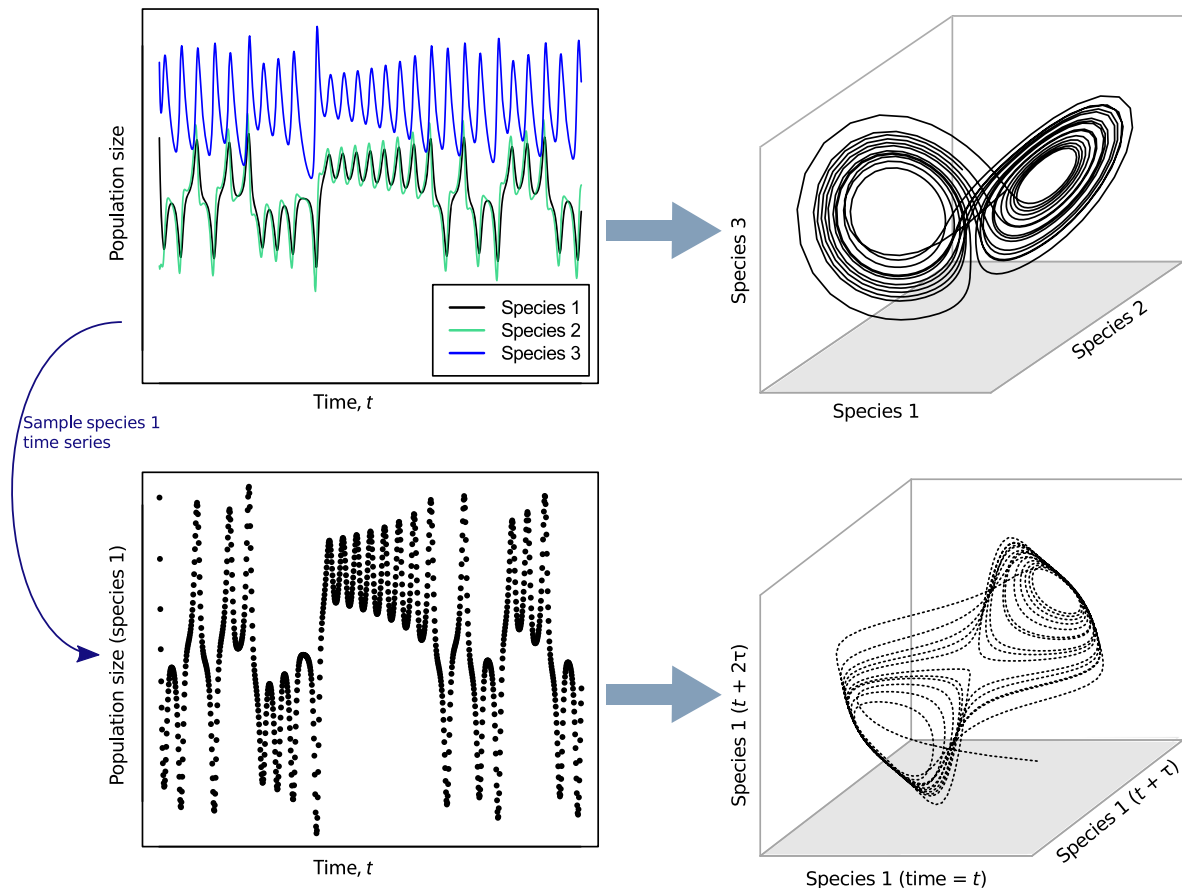 Population size
Species 1
Species 2
Species 3
Time, t
Species 3
Species 2
Species 1
Sample species 1
time series
Population size (species 1)
Time, t
Species 1 (t + 2τ)
Species 1 (t + τ)
Species 1 (time = t)